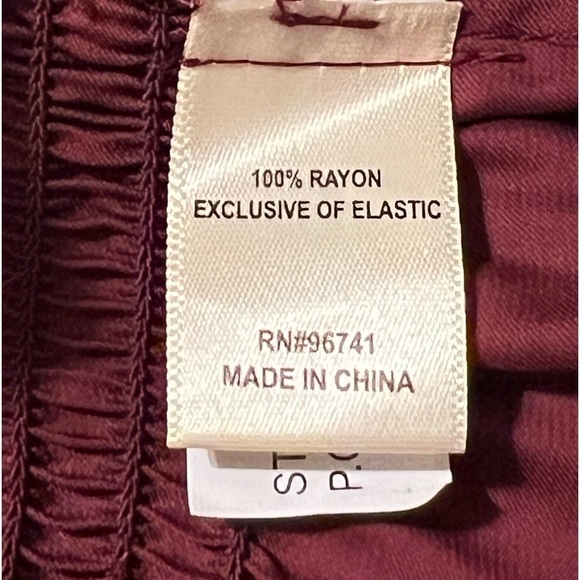 100% RAYON
EXCLUSIVE OF ELASTIC
RN#96741
MADE IN CHINA